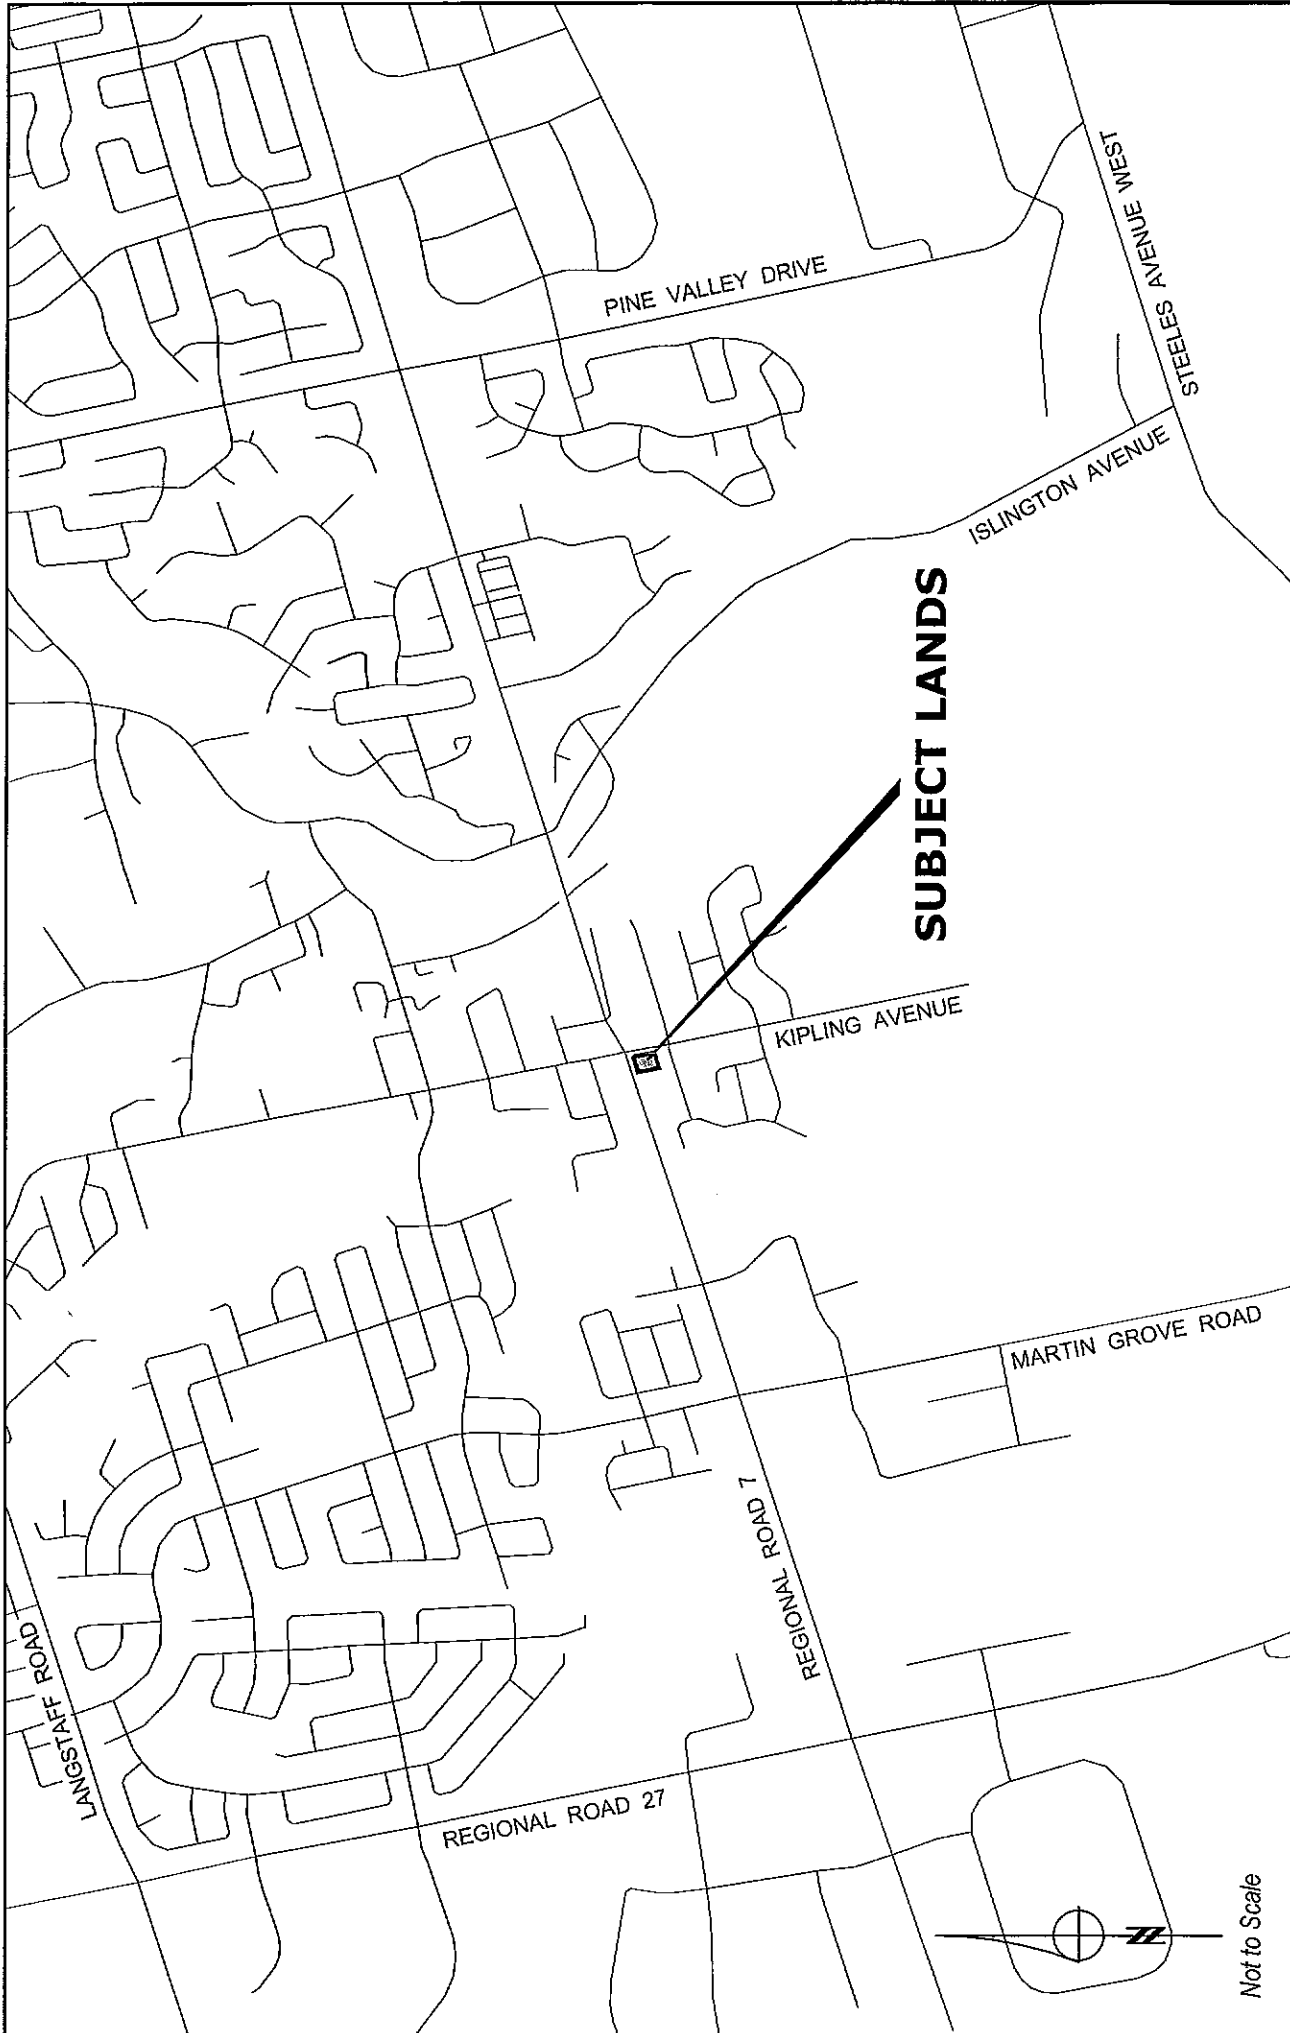 PINE VALLEY DRIVE
STEELES AVENUE WEST
ISLINGTON AVENUE
SUBJECT LANDS
KIPLING AVENUE
MARTIN GROVE ROAD
REGIONAL ROAD 7
LANGSTAFF ROAD
REGIONAL ROAD 27
N
Not to Scale